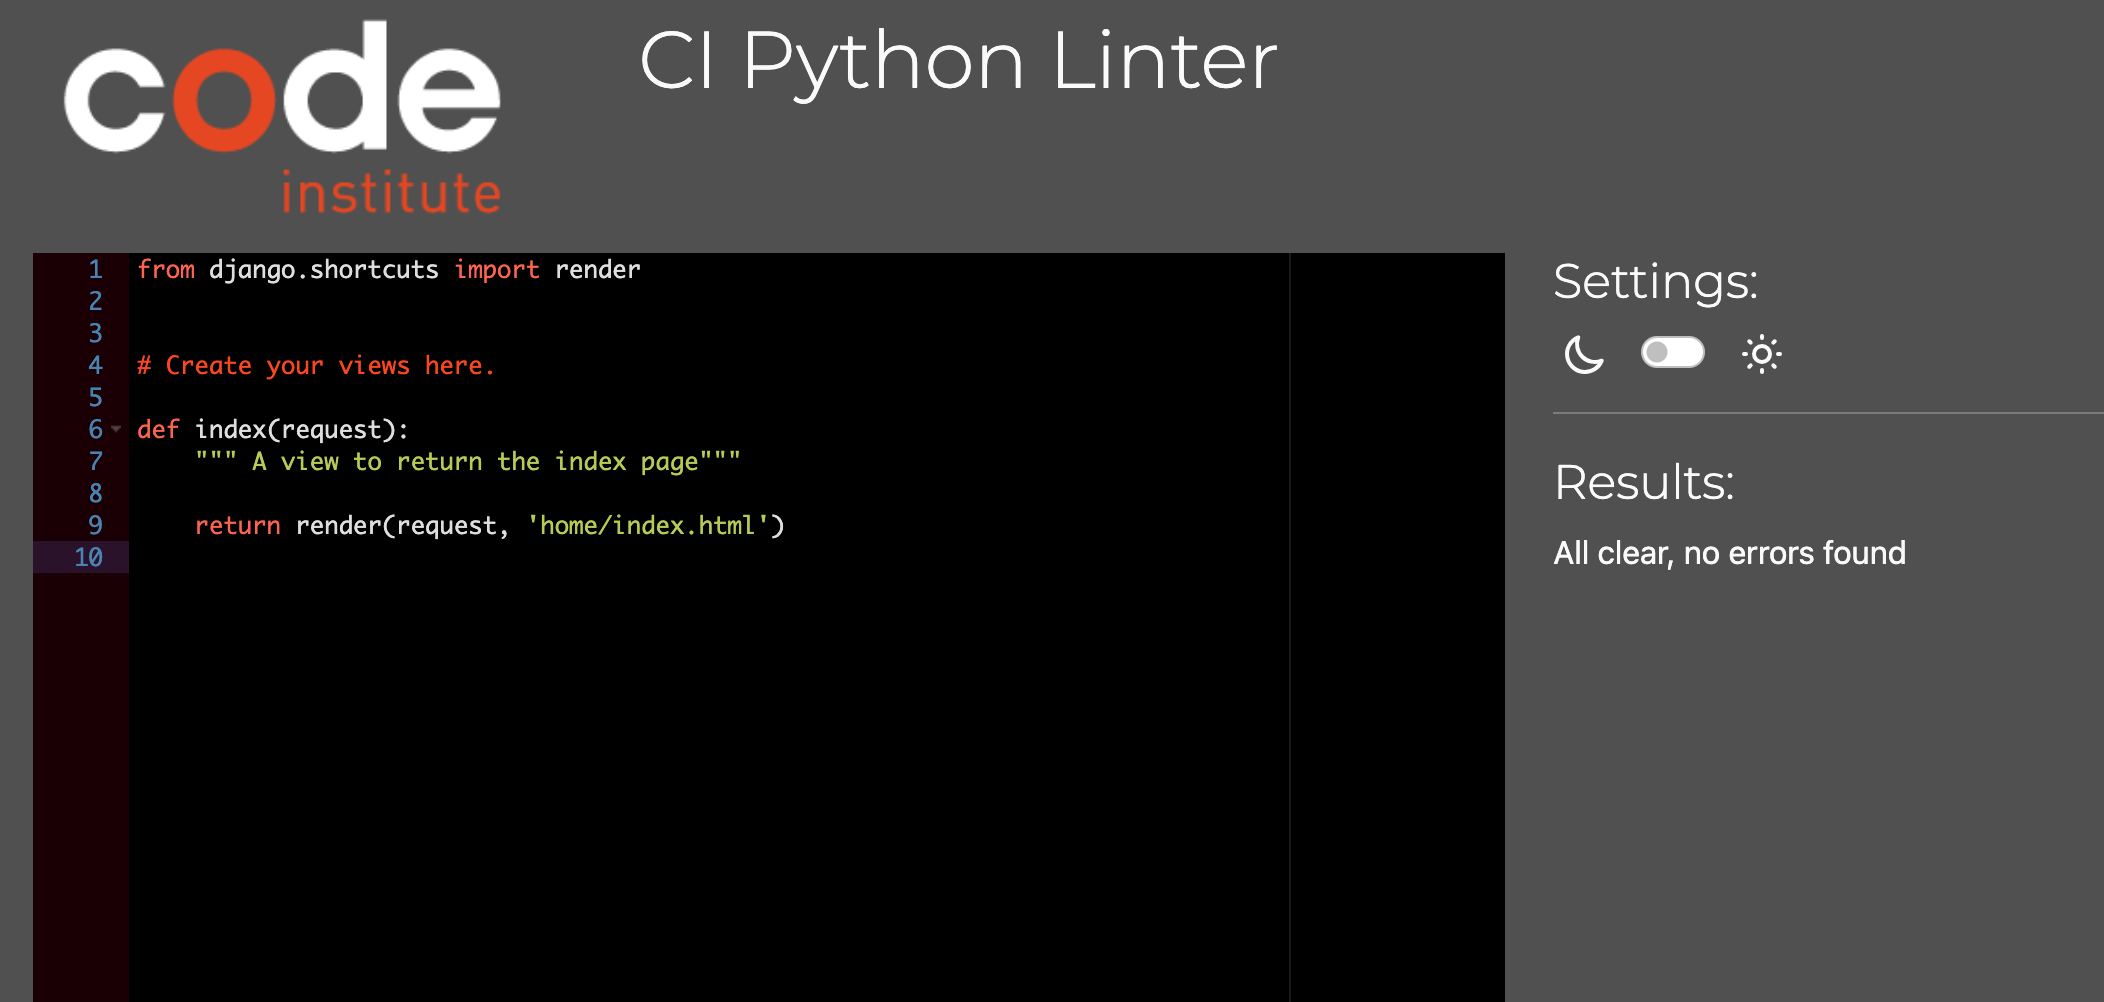 code
institute
CI Python Linter
1 from django.shortcuts import render
2
3
4 # Create your views here.
5
6 def index(request):
7     """ A view to return the index page"""
8
9     return render(request, 'home/index.html')
10
Settings:
Results:
All clear, no errors found